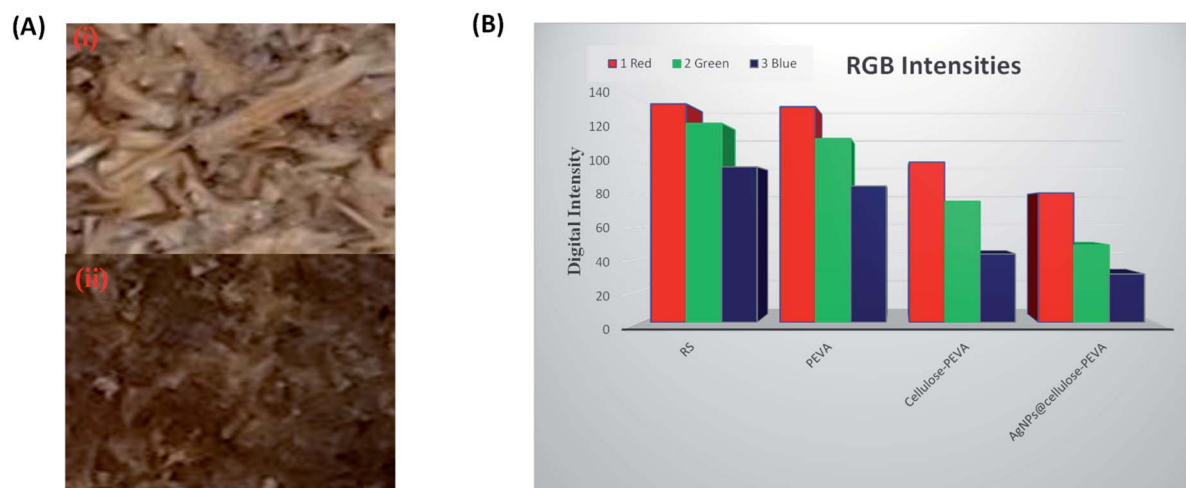 (A)
(i)
(ii)
(B)
1 Red 2 Green 3 Blue
RGB Intensities
Digital Intensity
140
120
100
80
60
40
20
0
RS
PEVA
Cellulose-PEVA
AgNPs@cellulose-PEVA